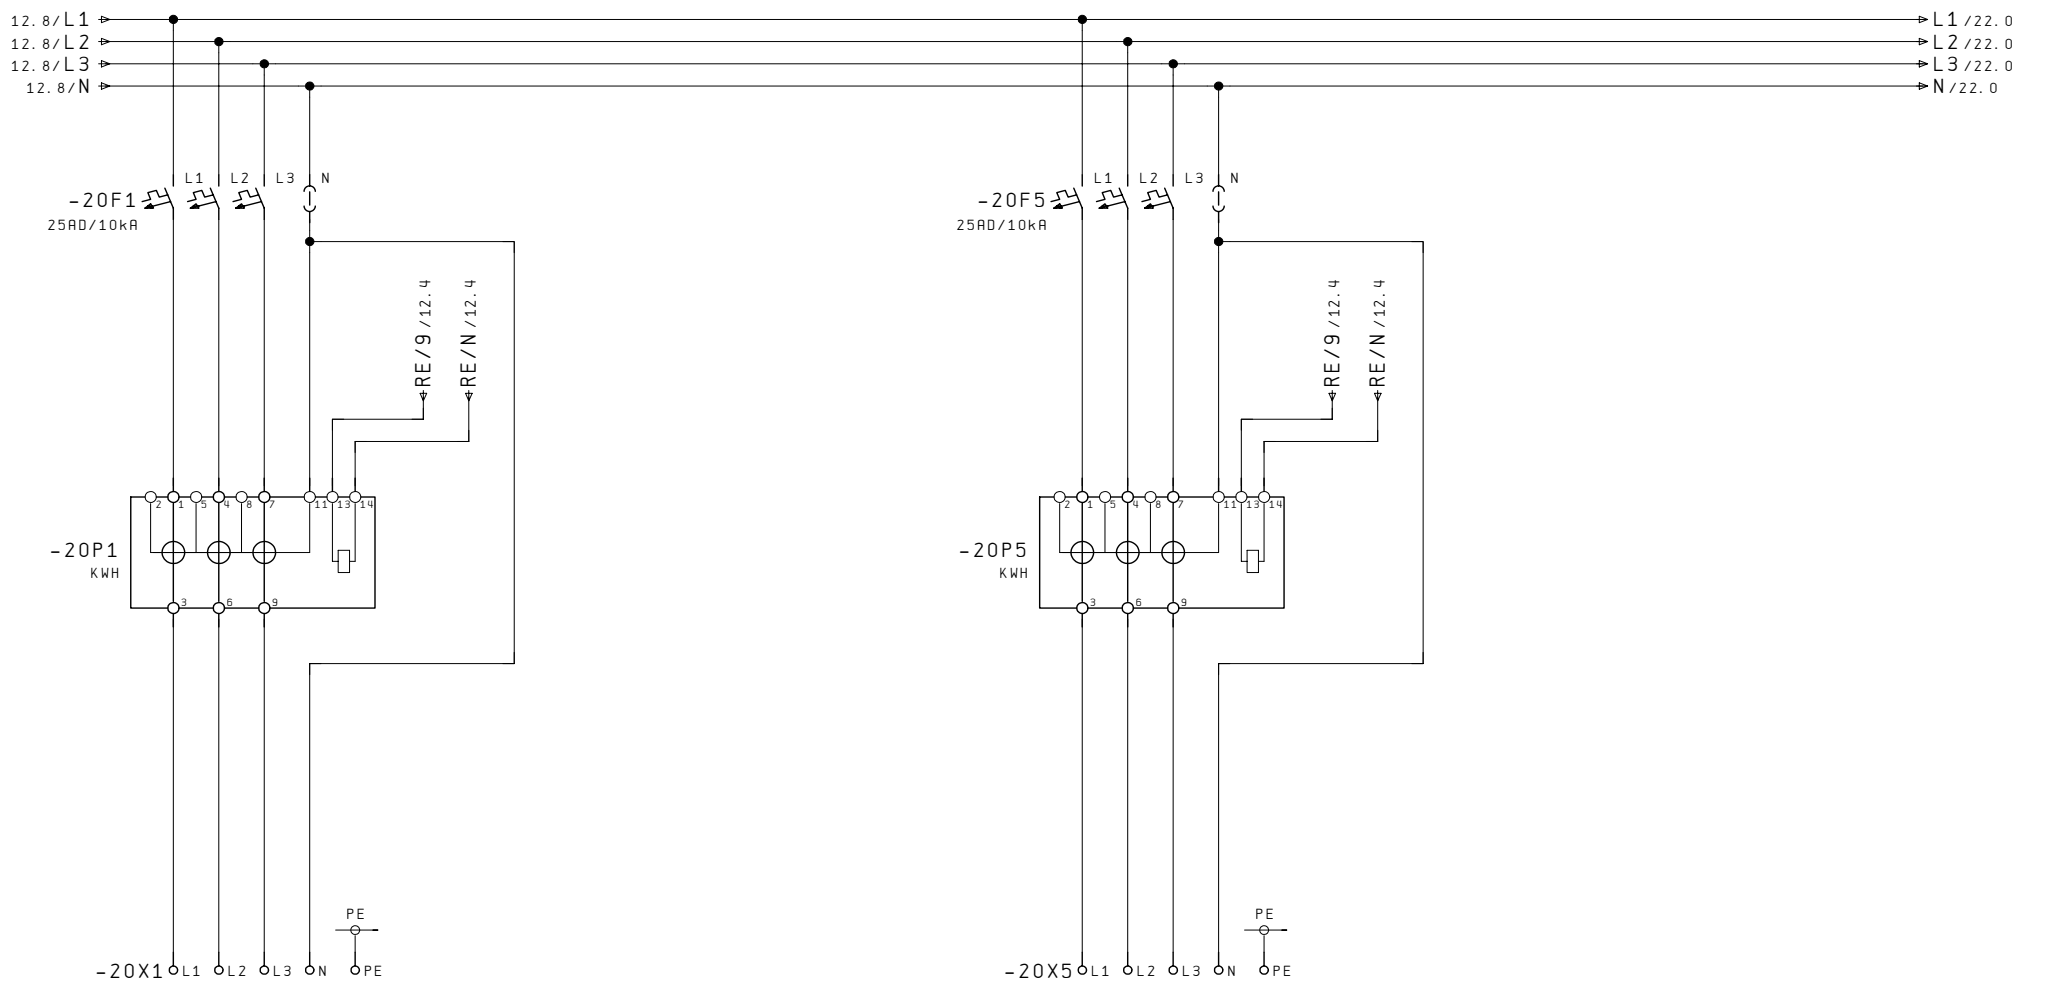 12.8/L1 L1/22.0
12.8/L2 L2/22.0
12.8/L3 L3/22.0
12.8/N N/22.0
L1 L2 L3 N L1 L2 L3 N
-20F1 -20F5
25AD/10kA 25AD/10kA
RE/9/12.4 RE/N/12.4 RE/9/12.4 RE/N/12.4
2 1 5 4 8 7 11 13 14 2 1 5 4 8 7 11 13 14
-20P1 -20P5
KWH KWH
3 6 9 3 6 9
PE PE
-20X1 L1 L2 L3 N PE -20X5 L1 L2 L3 N PE